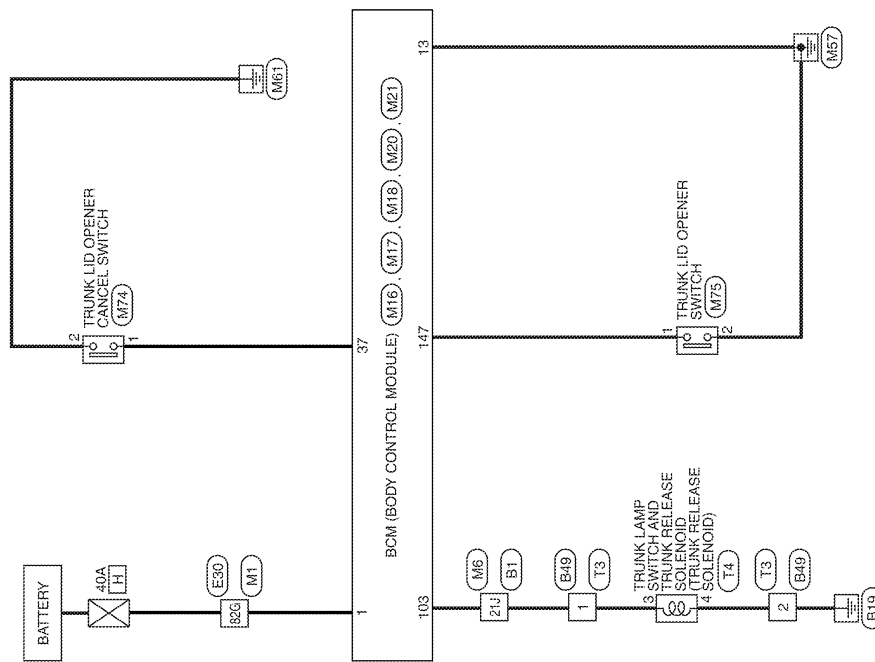 BATTERY
40A
H
E30
82G
M1
1
TRUNK LID OPENER
CANCEL SWITCH
M74
2
1
37
M61
BCM (BODY CONTROL MODULE) M16 , M17 , M18 , M20 , M21
103
147
13
M6
21J
B1
B49
1
T3
TRUNK LAMP
SWITCH AND
TRUNK RELEASE
SOLENOID
(TRUNK RELEASE
SOLENOID)
3
4
T4
T3
2
B49
B19
TRUNK LID OPENER
SWITCH
M75
1
2
M57